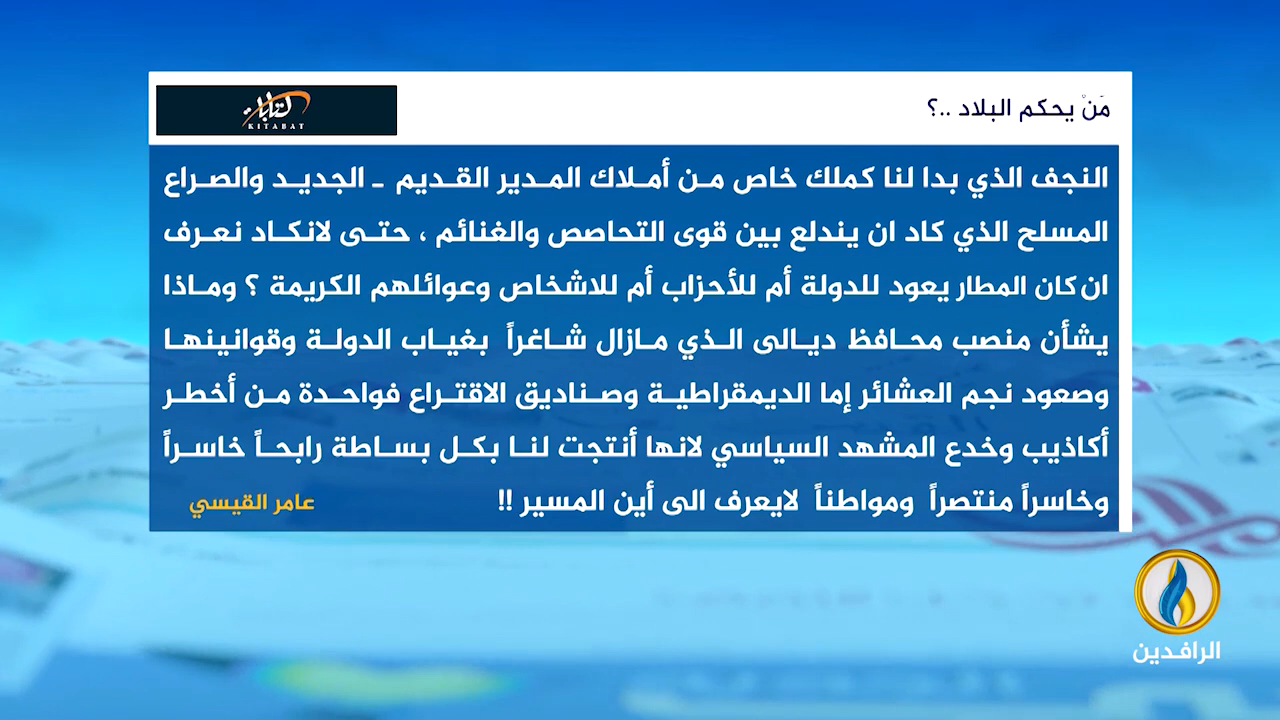 مَنْ يحكم البلاد ..؟
كتابات
KITABAT
النجف الذي بدا لنا كملك خاص من أملاك المدير القديم ـ الجديد والصراع
المسلح الذي كاد ان يندلع بين قوى التحاصص والغنائم ، حتى لانكاد نعرف
ان كان المطار يعود للدولة أم للأحزاب أم للاشخاص وعوائلهم الكريمة ؟ وماذا
يشأن منصب محافظ ديالى الذي مازال شاغراً بغياب الدولة وقوانينها
وصعود نجم العشائر إما الديمقراطية وصناديق الاقتراع فواحدة من أخطر
أكاذيب وخدع المشهد السياسي لانها أنتجت لنا بكل بساطة رابحاً خاسراً
وخاسراً منتصراً ومواطناً لايعرف الى أين المسير !!
عامر القيسي
الرافدين